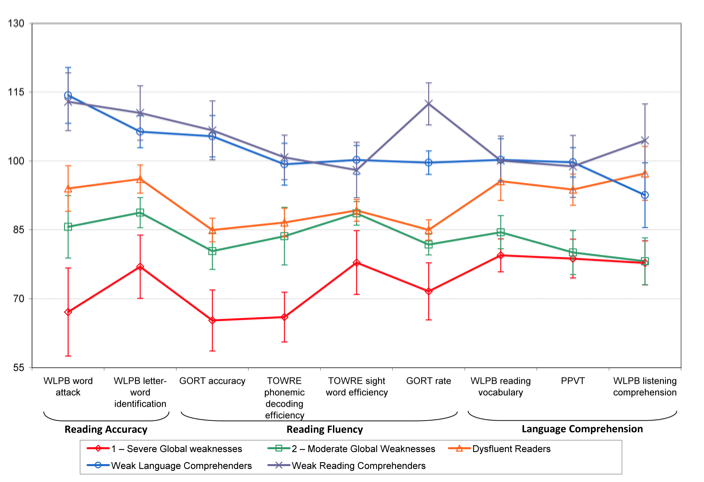 130
115
100
85
70
55
WLPB word attack
WLPB letter-word identification
GORT accuracy
TOWRE phonemic decoding efficiency
TOWRE sight word efficiency
GORT rate
WLPB reading vocabulary
PPVT
WLPB listening comprehension
Reading Accuracy
Reading Fluency
Language Comprehension
1 – Severe Global weaknesses
2 – Moderate Global Weaknesses
Dysfluent Readers
Weak Language Comprehenders
Weak Reading Comprehenders